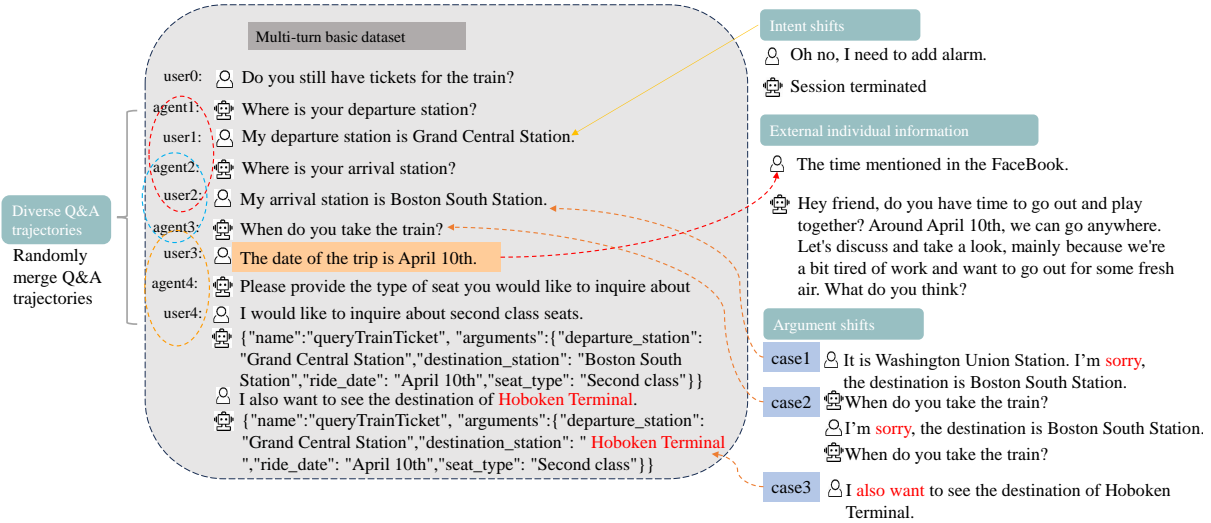 Multi-turn basic dataset
user0: Do you still have tickets for the train?
agent1: Where is your departure station?
user1: My departure station is Grand Central Station.
agent2: Where is your arrival station?
user2: My arrival station is Boston South Station.
agent3: When do you take the train?
user3: The date of the trip is April 10th.
agent4: Please provide the type of seat you would like to inquire about
user4: I would like to inquire about second class seats.
{"name":"queryTrainTicket", "arguments":{"departure_station":
"Grand Central Station","destination_station": "Boston South
Station","ride_date": "April 10th","seat_type": "Second class"}}
I also want to see the destination of Hoboken Terminal.
{"name":"queryTrainTicket", "arguments":{"departure_station":
"Grand Central Station","destination_station": " Hoboken Terminal
","ride_date": "April 10th","seat_type": "Second class"}}
Diverse Q&A
trajectories
Randomly
merge Q&A
trajectories
Intent shifts
Oh no, I need to add alarm.
Session terminated
External individual information
The time mentioned in the FaceBook.
Hey friend, do you have time to go out and play
together? Around April 10th, we can go anywhere.
Let's discuss and take a look, mainly because we're
a bit tired of work and want to go out for some fresh
air. What do you think?
Argument shifts
case1 It is Washington Union Station. I'm sorry,
the destination is Boston South Station.
case2 When do you take the train?
I'm sorry, the destination is Boston South Station.
When do you take the train?
case3 I also want to see the destination of Hoboken
Terminal.